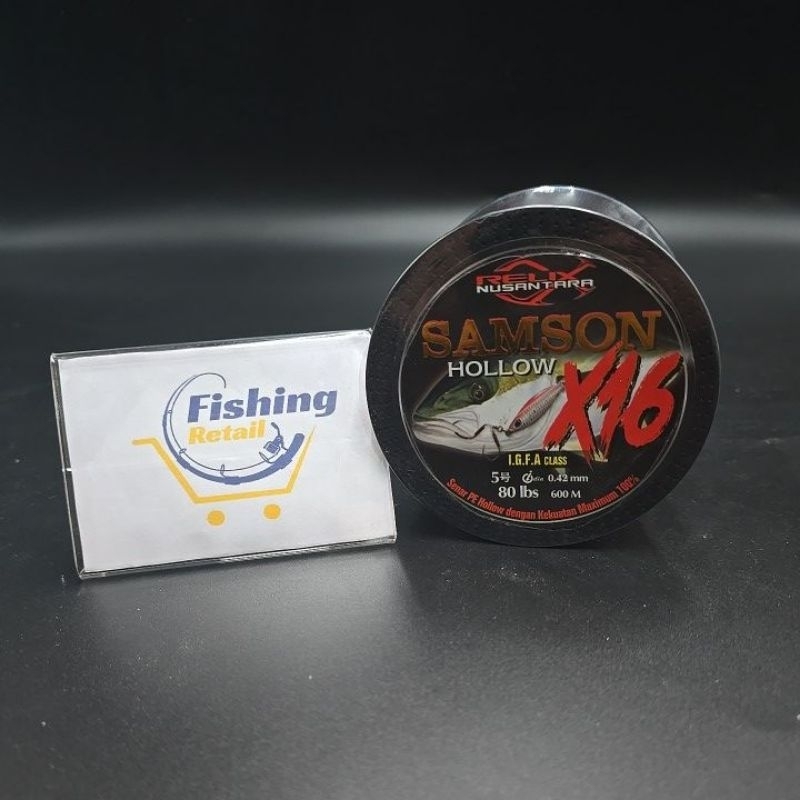 Fishing
Retail
RELIX
NUSANTARA
SAMSON
HOLLOW
X16
I.G.F.A CLASS
5号 dia 0.42 mm
80 lbs 600 M
Senar PE Hollow dengan Kekuatan Maximum 100%